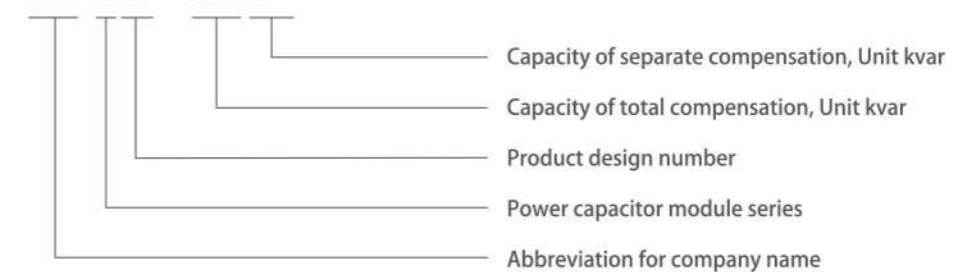 Capacity of separate compensation, Unit kvar
Capacity of total compensation, Unit kvar
Product design number
Power capacitor module series
Abbreviation for company name